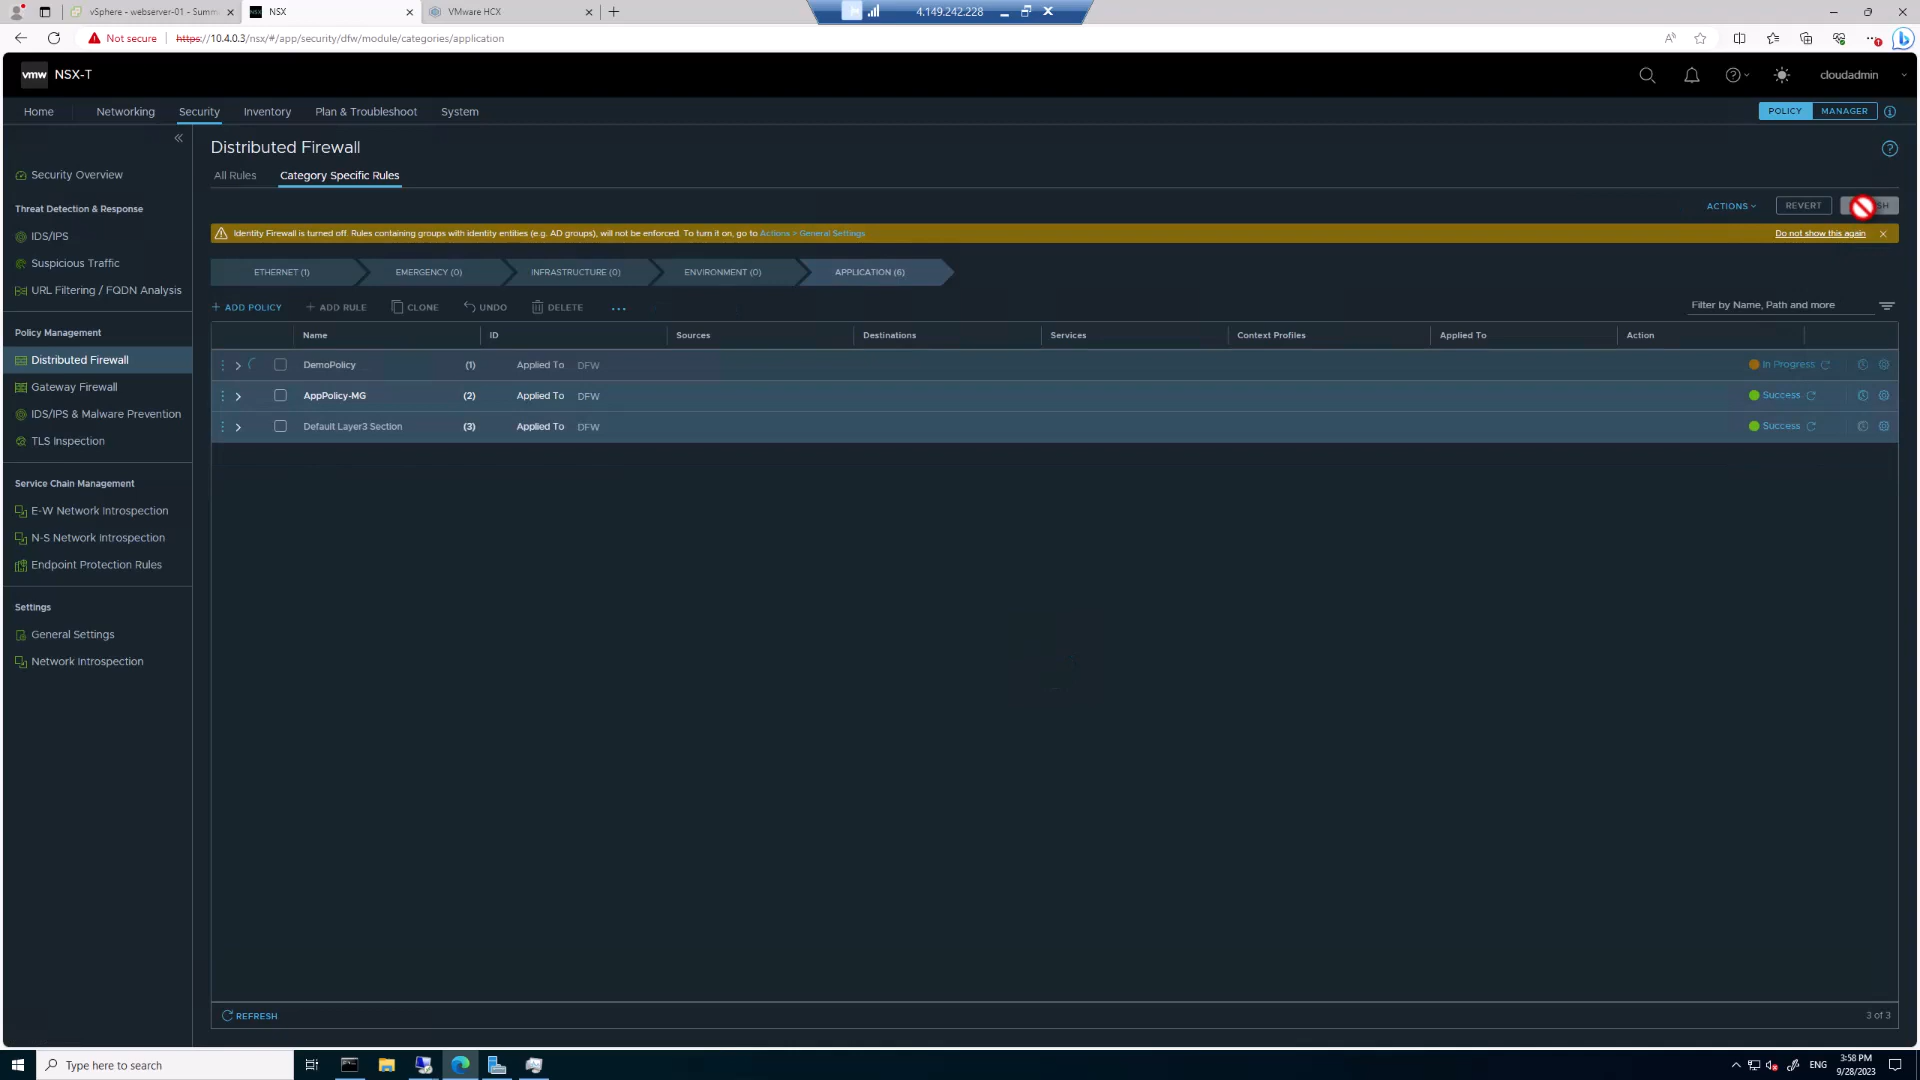 vSphere - webserver-01 - Summ
NSX
VMware HCX
4.149.242.228
Not secure
https://10.4.0.3/nsx/#/app/security/dfw/module/categories/application
vmw NSX-T
cloudadmin
Home
Networking
Security
Inventory
Plan & Troubleshoot
System
POLICY
MANAGER
Distributed Firewall
All Rules
Category Specific Rules
Security Overview
Threat Detection & Response
IDS/IPS
Suspicious Traffic
URL Filtering / FQDN Analysis
Policy Management
Distributed Firewall
Gateway Firewall
IDS/IPS & Malware Prevention
TLS Inspection
Service Chain Management
E-W Network Introspection
N-S Network Introspection
Endpoint Protection Rules
Settings
General Settings
Network Introspection
ACTIONS
REVERT
Identity Firewall is turned off. Rules containing groups with identity entities (e.g. AD groups), will not be enforced. To turn it on, go to Actions > General Settings
Do not show this again
ETHERNET (1)
EMERGENCY (0)
INFRASTRUCTURE (0)
ENVIRONMENT (0)
APPLICATION (6)
+ ADD POLICY
+ ADD RULE
CLONE
UNDO
DELETE
...
Filter by Name, Path and more
Name
ID
Sources
Destinations
Services
Context Profiles
Applied To
Action
DemoPolicy (1) Applied To DFW In Progress
AppPolicy-MG (2) Applied To DFW Success
Default Layer3 Section (3) Applied To DFW Success
REFRESH
3 of 3
Type here to search
ENG
3:58 PM
9/28/2023